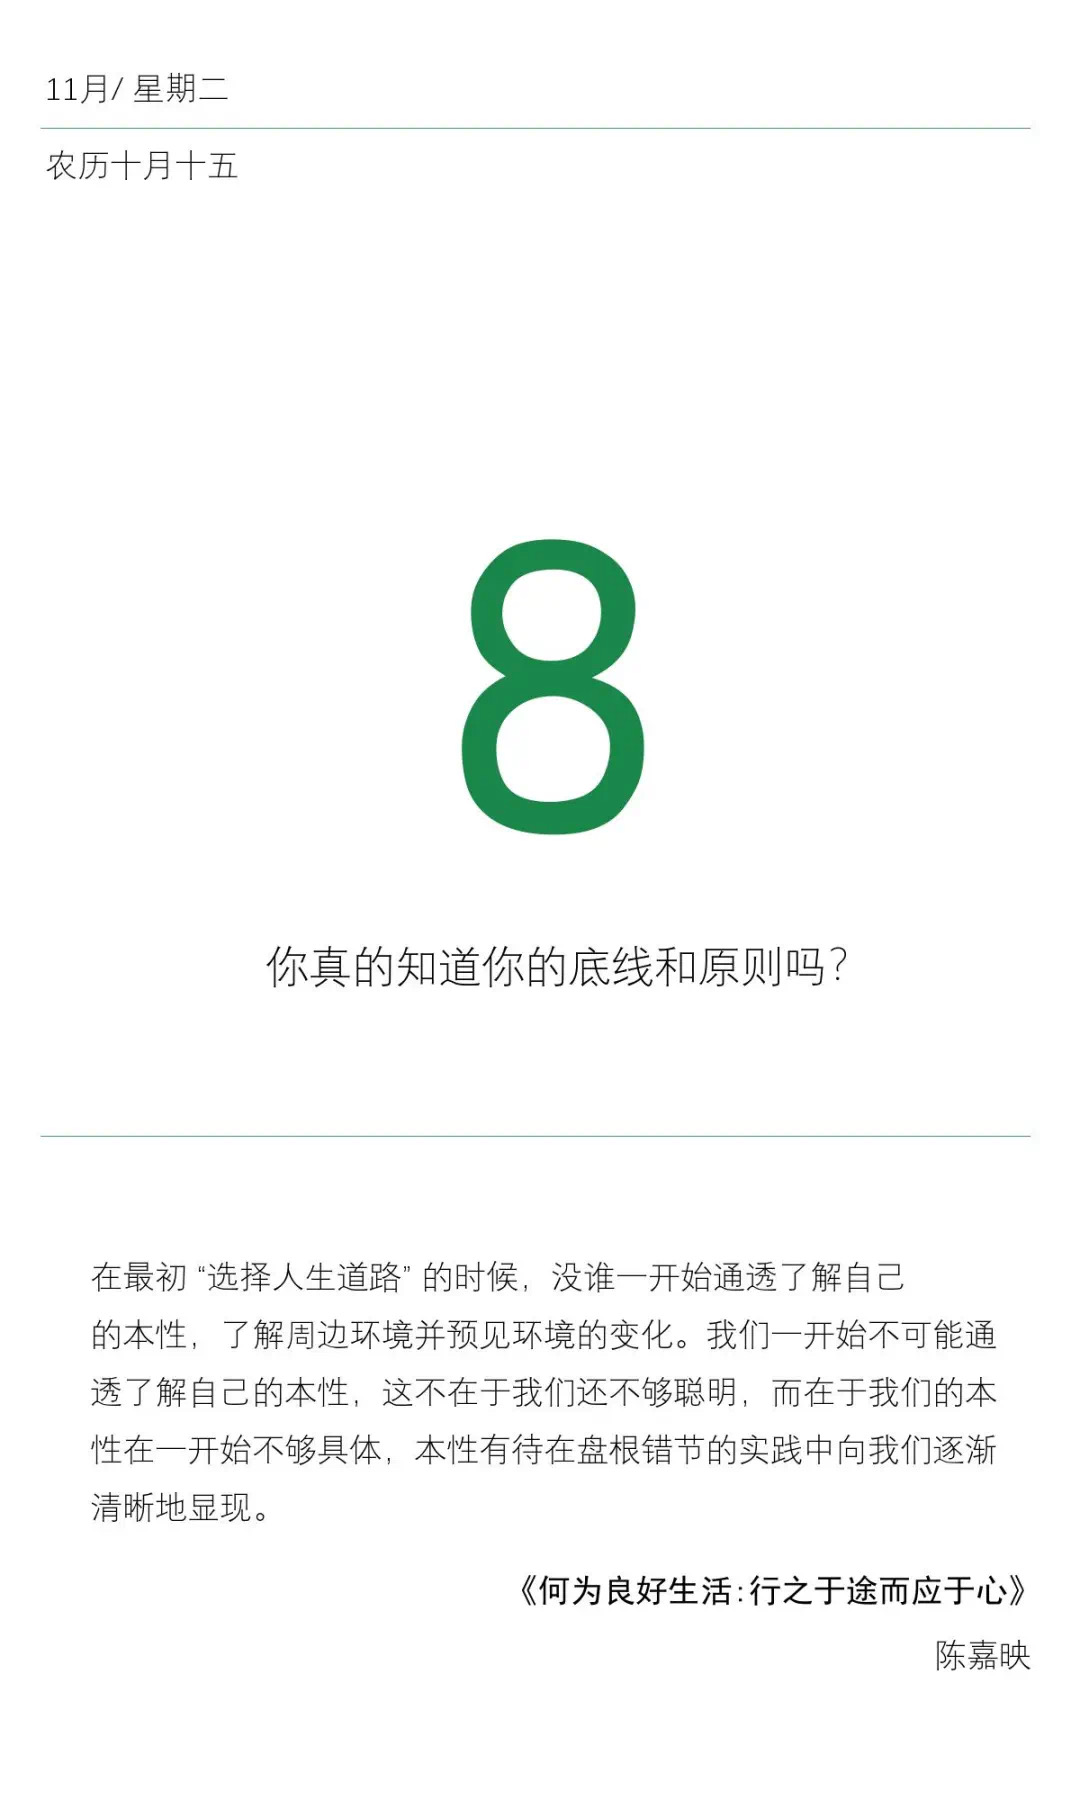 11月/ 星期二
农历十月十五
8
你真的知道你的底线和原则吗？
在最初 “选择人生道路” 的时候，没谁一开始通透了解自己
的本性，了解周边环境并预见环境的变化。我们一开始不可能通
透了解自己的本性，这不在于我们还不够聪明，而在于我们的本
性在一开始不够具体，本性有待在盘根错节的实践中向我们逐渐
清晰地显现。
《何为良好生活：行之于途而应于心》
陈嘉映